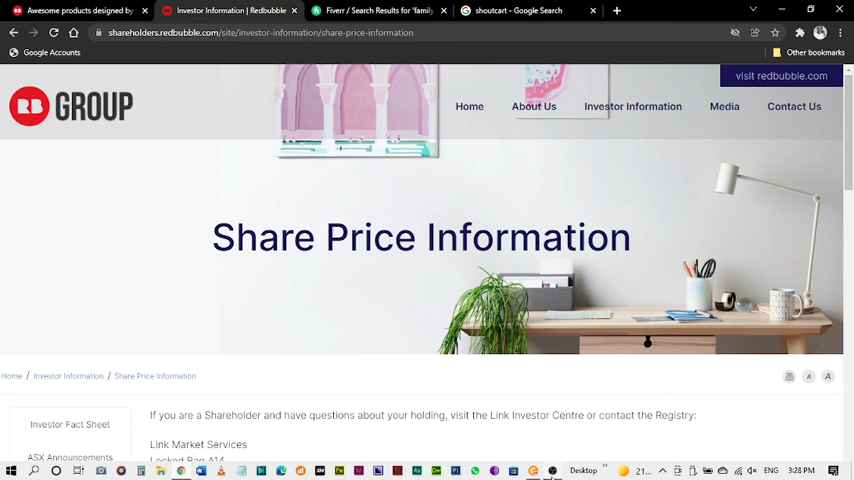 Awesome products designed by
Investor Information | Redbubble
Fiverr / Search Results for 'family
shoutcart - Google Search
shareholders.redbubble.com/site/investor-information/share-price-information
Google Accounts
Other bookmarks
visit redbubble.com
RB GROUP
Home
About Us
Investor Information
Media
Contact Us
Share Price Information
Home / Investor Information / Share Price Information
A
A
Investor Fact Sheet
ASX Announcements
If you are a Shareholder and have questions about your holding, visit the Link Investor Centre or contact the Registry:
Link Market Services
Locked Bag A14
Desktop
21...
ENG
3:28 PM